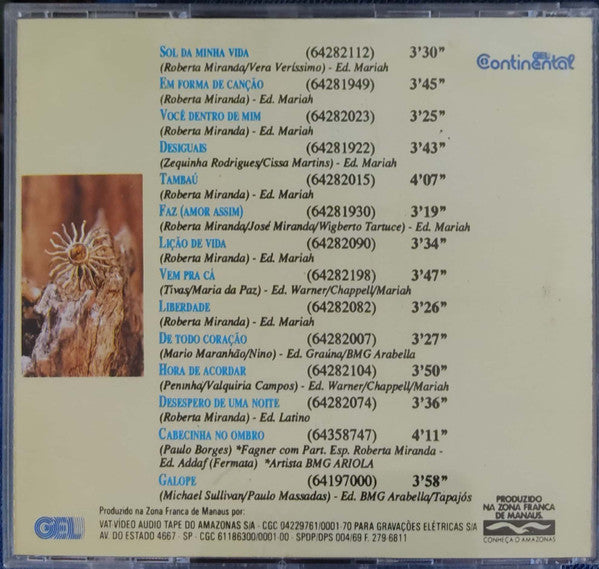 Sol da minha vida (64282112) 3'30"
(Roberta Miranda/Vera Veríssimo) - Ed. Mariah
Em forma de canção (64281949) 3'45"
(Roberta Miranda) - Ed. Mariah
Você dentro de mim (64282023) 3'25"
(Roberta Miranda) - Ed. Mariah
Desiguais (64281922) 3'43"
(Zequinha Rodrigues/Cissa Martins) - Ed. Mariah
Tambaú (64282015) 4'07"
(Roberta Miranda) - Ed. Mariah
Faz (amor assim) (64281930) 3'19"
(Roberta Miranda/José Miranda/Wigberto Tartuce) - Ed. Mariah
Lição de vida (64282090) 3'34"
(Roberta Miranda) - Ed. Mariah
Vem pra cá (64282198) 3'47"
(Tivas/Maria da Paz) - Ed. Warner/Chappell/Mariah
Liberdade (64282082) 3'26"
(Roberta Miranda) - Ed. Mariah
De todo coração (64282007) 3'27"
(Mario Maranhão/Nino) - Ed. Graúna/BMG Arabella
Hora de acordar (64282104) 3'50"
(Peninha/Valquiria Campos) - Ed. Warner/Chappell/Mariah
Desespero de uma noite (64282074) 3'36"
(Roberta Miranda) - Ed. Latino
Cabecinha no ombro (64358747) 4'11"
(Paulo Borges) *Fagner com Part. Esp. Roberta Miranda -
Ed. Addaf (Fermata) *Artista BMG ARIOLA
Galope (64197000) 3'58"
(Michael Sullivan/Paulo Massadas) - Ed. BMG Arabella/Tapajós
GEL
Continental
Produzido na Zona Franca de Manaus por:
GEL
VAT VÍDEO AUDIO TAPE DO AMAZONAS S/A - CGC 04229761/0001-70 PARA GRAVAÇÕES ELÉTRICAS S/A
AV. DO ESTADO 4667 - SP - CGC 61186300/0001-00 - SPDP/DPS 004/69 F. 279-6811
PRODUZIDO
NA ZONA FRANCA
DE MANAUS
CONHEÇA O AMAZONAS